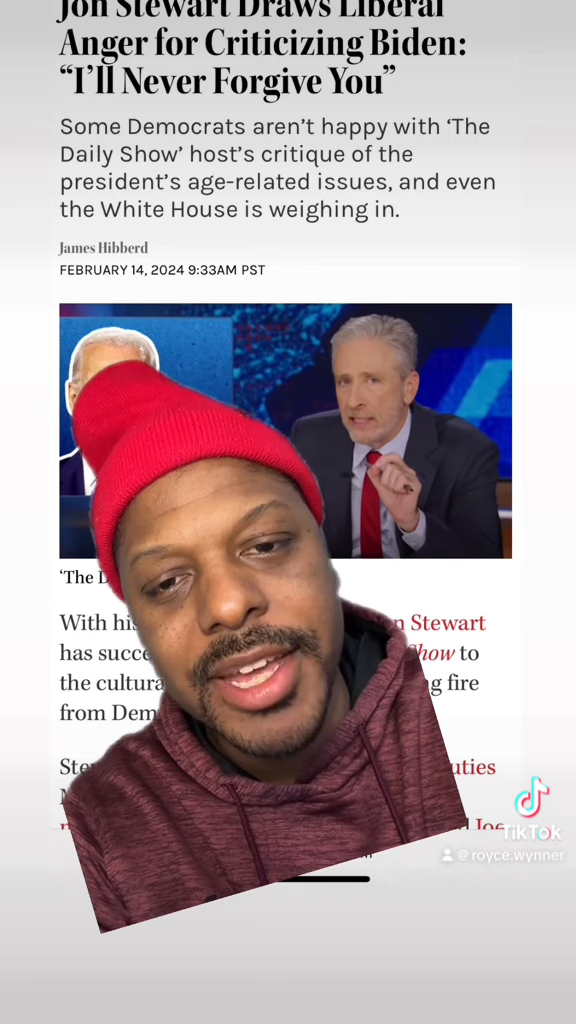 Jon Stewart Draws Liberal
Anger for Criticizing Biden:
“I’ll Never Forgive You”
Some Democrats aren’t happy with ‘The
Daily Show’ host’s critique of the
president’s age-related issues, and even
the White House is weighing in.
James Hibberd
FEBRUARY 14, 2024 9:33AM PST
‘The D
With his Stewart
has succe Show to
the cultura fire
from Dem
Ste
Joe
TikTok
@royce.wynner